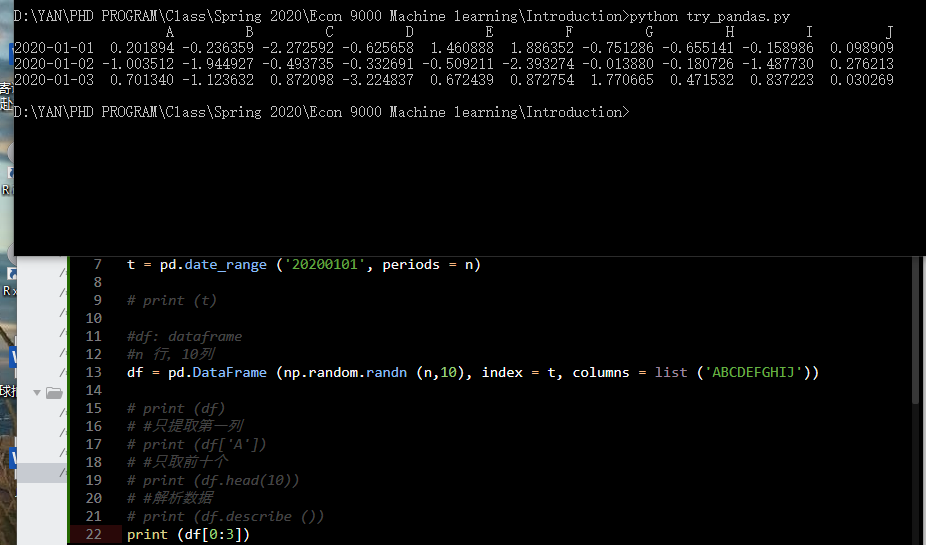 D:\YAN\PHD PROGRAM\Class\Spring 2020\Econ 9000 Machine learning\Introduction>python try_pandas.py
A B C D E F G H I J
2020-01-01 0.201894 -0.236359 -2.272592 -0.625658 1.460888 1.886352 -0.751286 -0.655141 -0.158986 0.098909
2020-01-02 -1.003512 -1.944927 -0.493735 -0.332691 -0.509211 -2.393274 -0.013880 -0.180726 -1.487730 0.276213
2020-01-03 0.701340 -1.123632 0.872098 -3.224837 0.672439 0.872754 1.770665 0.471532 0.837223 0.030269
D:\YAN\PHD PROGRAM\Class\Spring 2020\Econ 9000 Machine learning\Introduction>
7 t = pd.date_range ('20200101', periods = n)
8
9 # print (t)
10
11 #df: dataframe
12 #n 行, 10列
13 df = pd.DataFrame (np.random.randn (n,10), index = t, columns = list ('ABCDEFGHIJ'))
14
15 # print (df)
16 # #只提取第一列
17 # print (df['A'])
18 # #只取前十个
19 # print (df.head(10))
20 # #解析数据
21 # print (df.describe ())
22 print (df[0:3])